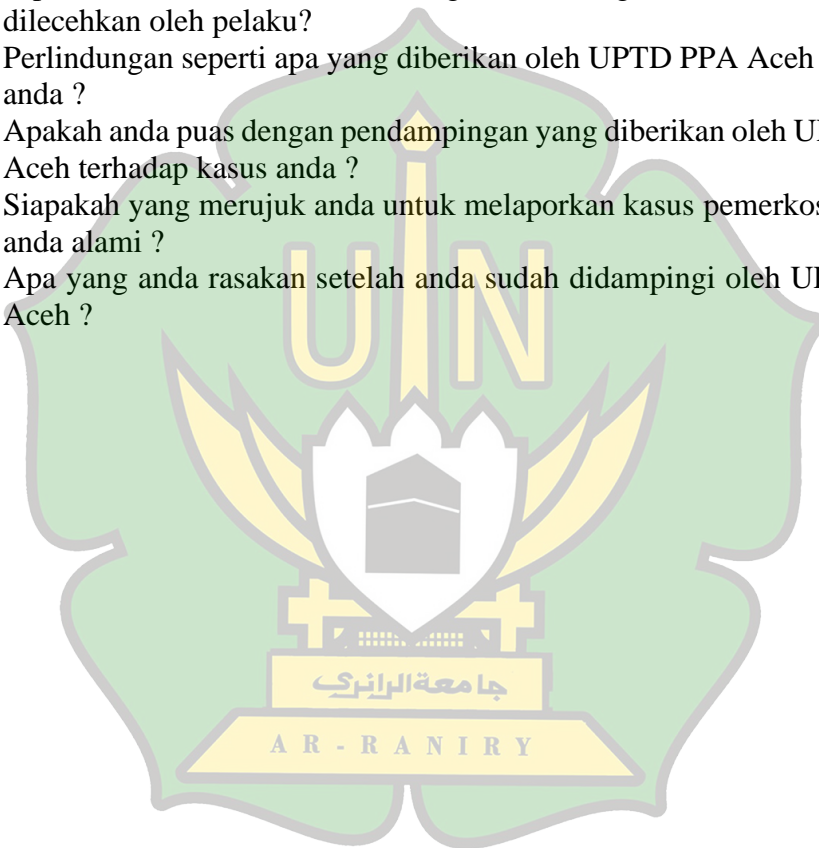 dilecehkan oleh pelaku?
Perlindungan seperti apa yang diberikan oleh UPTD PPA Aceh
anda ?
Apakah anda puas dengan pendampingan yang diberikan oleh
Aceh terhadap kasus anda ?
Siapakah yang merujuk anda untuk melaporkan kasus
anda alami ?
Apa yang anda rasakan setelah anda sudah didampingi oleh
Aceh ?
UIN
جامعة الرانري
AR-RANIRY